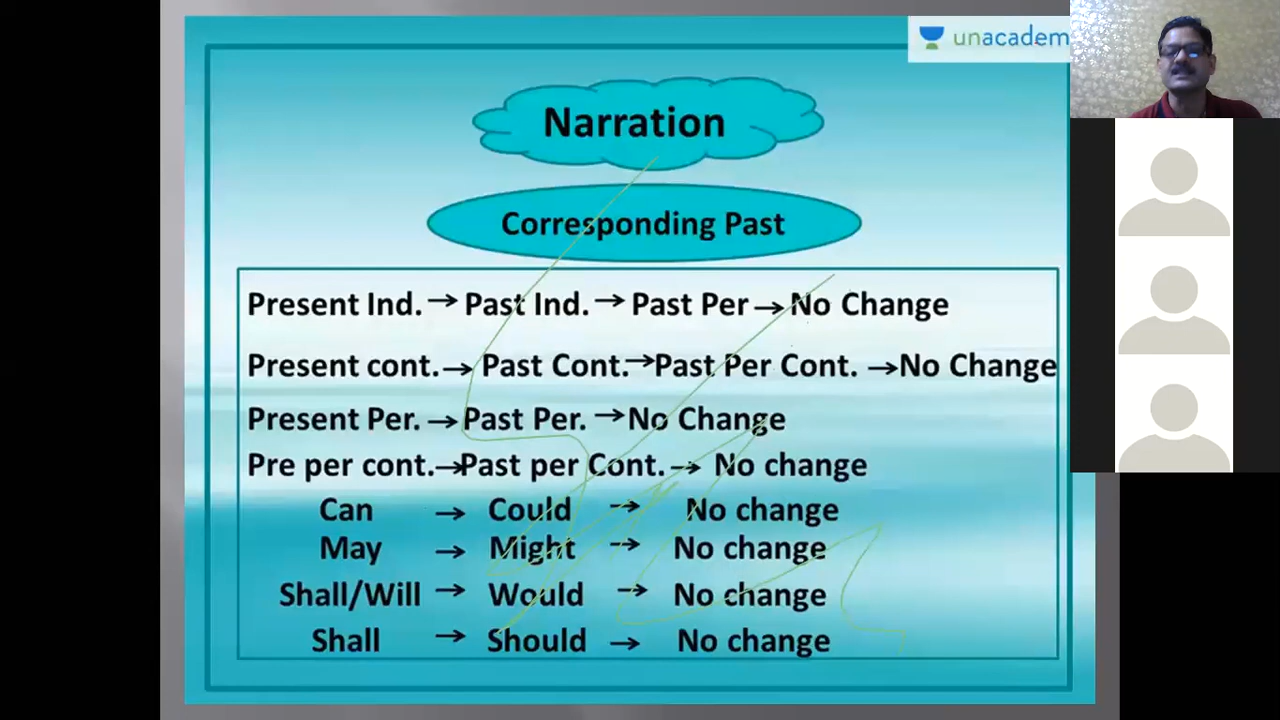 unacadem
Narration
Corresponding Past
Present Ind. → Past Ind. → Past Per → No Change
Present cont. → Past Cont. → Past Per Cont. → No Change
Present Per. → Past Per. → No Change
Pre per cont. → Past per Cont. → No change
Can → Could → No change
May → Might → No change
Shall/Will → Would → No change
Shall → Should → No change